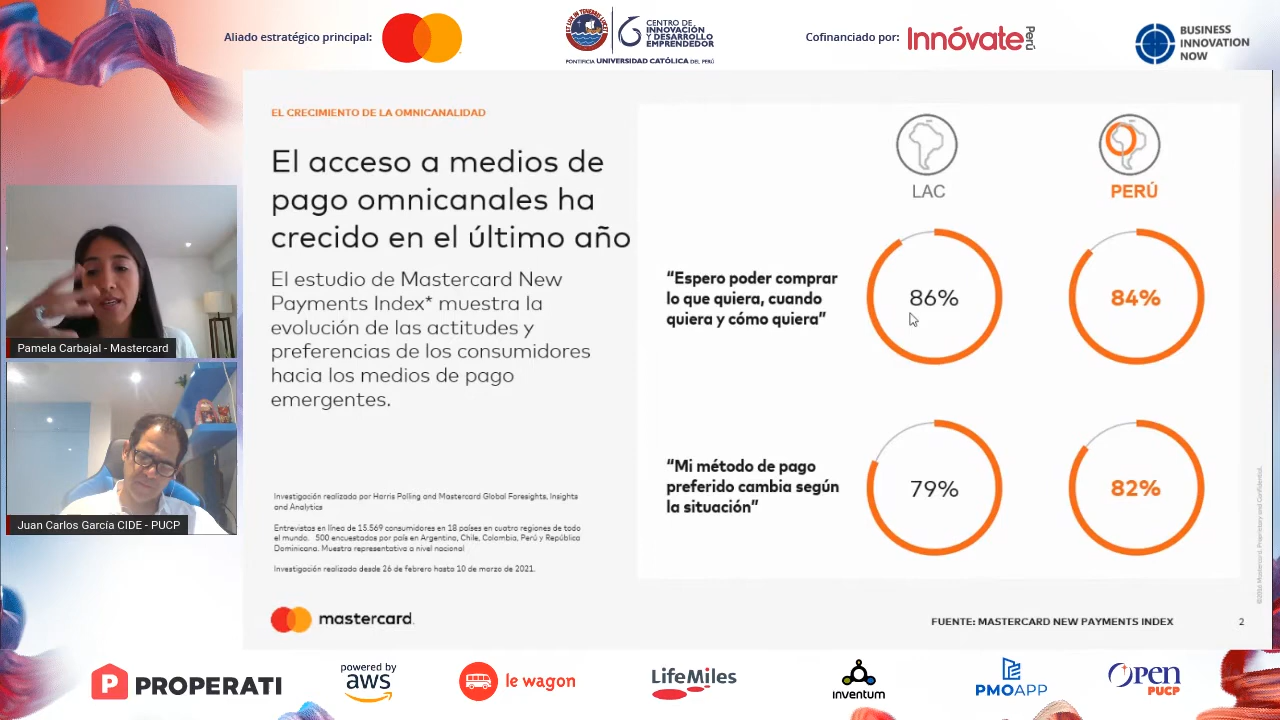 Aliado estratégico principal:
CENTRO DE
INNOVACIÓN
Y DESARROLLO
EMPRENDEDOR
PONTIFICIA UNIVERSIDAD CATÓLICA DEL PERÚ
Cofinanciado por:
Innóvate Perú
BUSINESS
INNOVATION
NOW
EL CRECIMIENTO DE LA OMNICANALIDAD
El acceso a medios de
pago omnicanales ha
crecido en el último año
El estudio de Mastercard New
Payments Index* muestra la
evolución de las actitudes y
preferencias de los consumidores
hacia los medios de pago
emergentes.
Investigación realizada por Harris Polling and Mastercard Global Foresights, Insights
and Analytics
Entrevistas en línea de 15.569 consumidores en 18 países en cuatro regiones de todo
el mundo. 500 encuestados por país en Argentina, Chile, Colombia, Perú y República
Dominicana. Muestra representativa a nivel nacional
Investigación realizada desde 26 de febrero hasta 10 de marzo de 2021.
LAC
PERÚ
“Espero poder comprar
lo que quiera, cuando
quiera y cómo quiera”
86%
84%
“Mi método de pago
preferido cambia según
la situación”
79%
82%
mastercard.
FUENTE: MASTERCARD NEW PAYMENTS INDEX
2
©2016 Mastercard. Proprietary and Confidential.
Pamela Carbajal - Mastercard
Juan Carlos García CIDE - PUCP
PROPERATI
powered by
aws
le wagon
LifeMiles
INVENTUM
PMOAPP
OPEN
PUCP